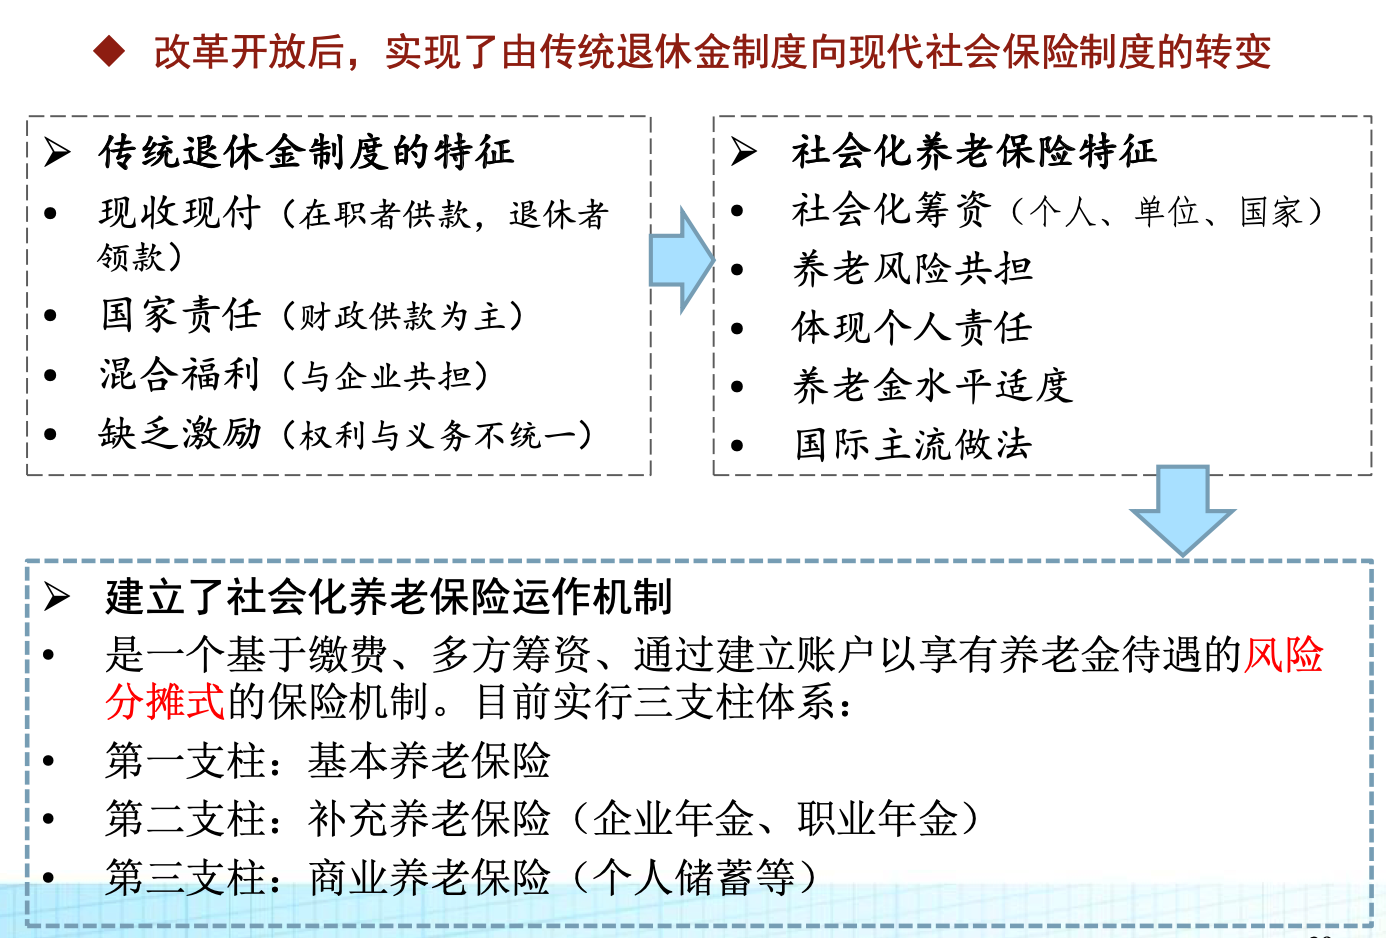 ◆ 改革开放后，实现了由传统退休金制度向现代社会保险制度的转变
➢ 传统退休金制度的特征
• 现收现付（在职者供款，退休者
领款）
• 国家责任（财政供款为主）
• 混合福利（与企业共担）
• 缺乏激励（权利与义务不统一）
➢ 社会化养老保险特征
• 社会化筹资（个人、单位、国家）
• 养老风险共担
• 体现个人责任
• 养老金水平适度
• 国际主流做法
➢ 建立了社会化养老保险运作机制
• 是一个基于缴费、多方筹资、通过建立账户以享有养老金待遇的风险
分摊式的保险机制。目前实行三支柱体系：
• 第一支柱：基本养老保险
• 第二支柱：补充养老保险（企业年金、职业年金）
• 第三支柱：商业养老保险（个人储蓄等）